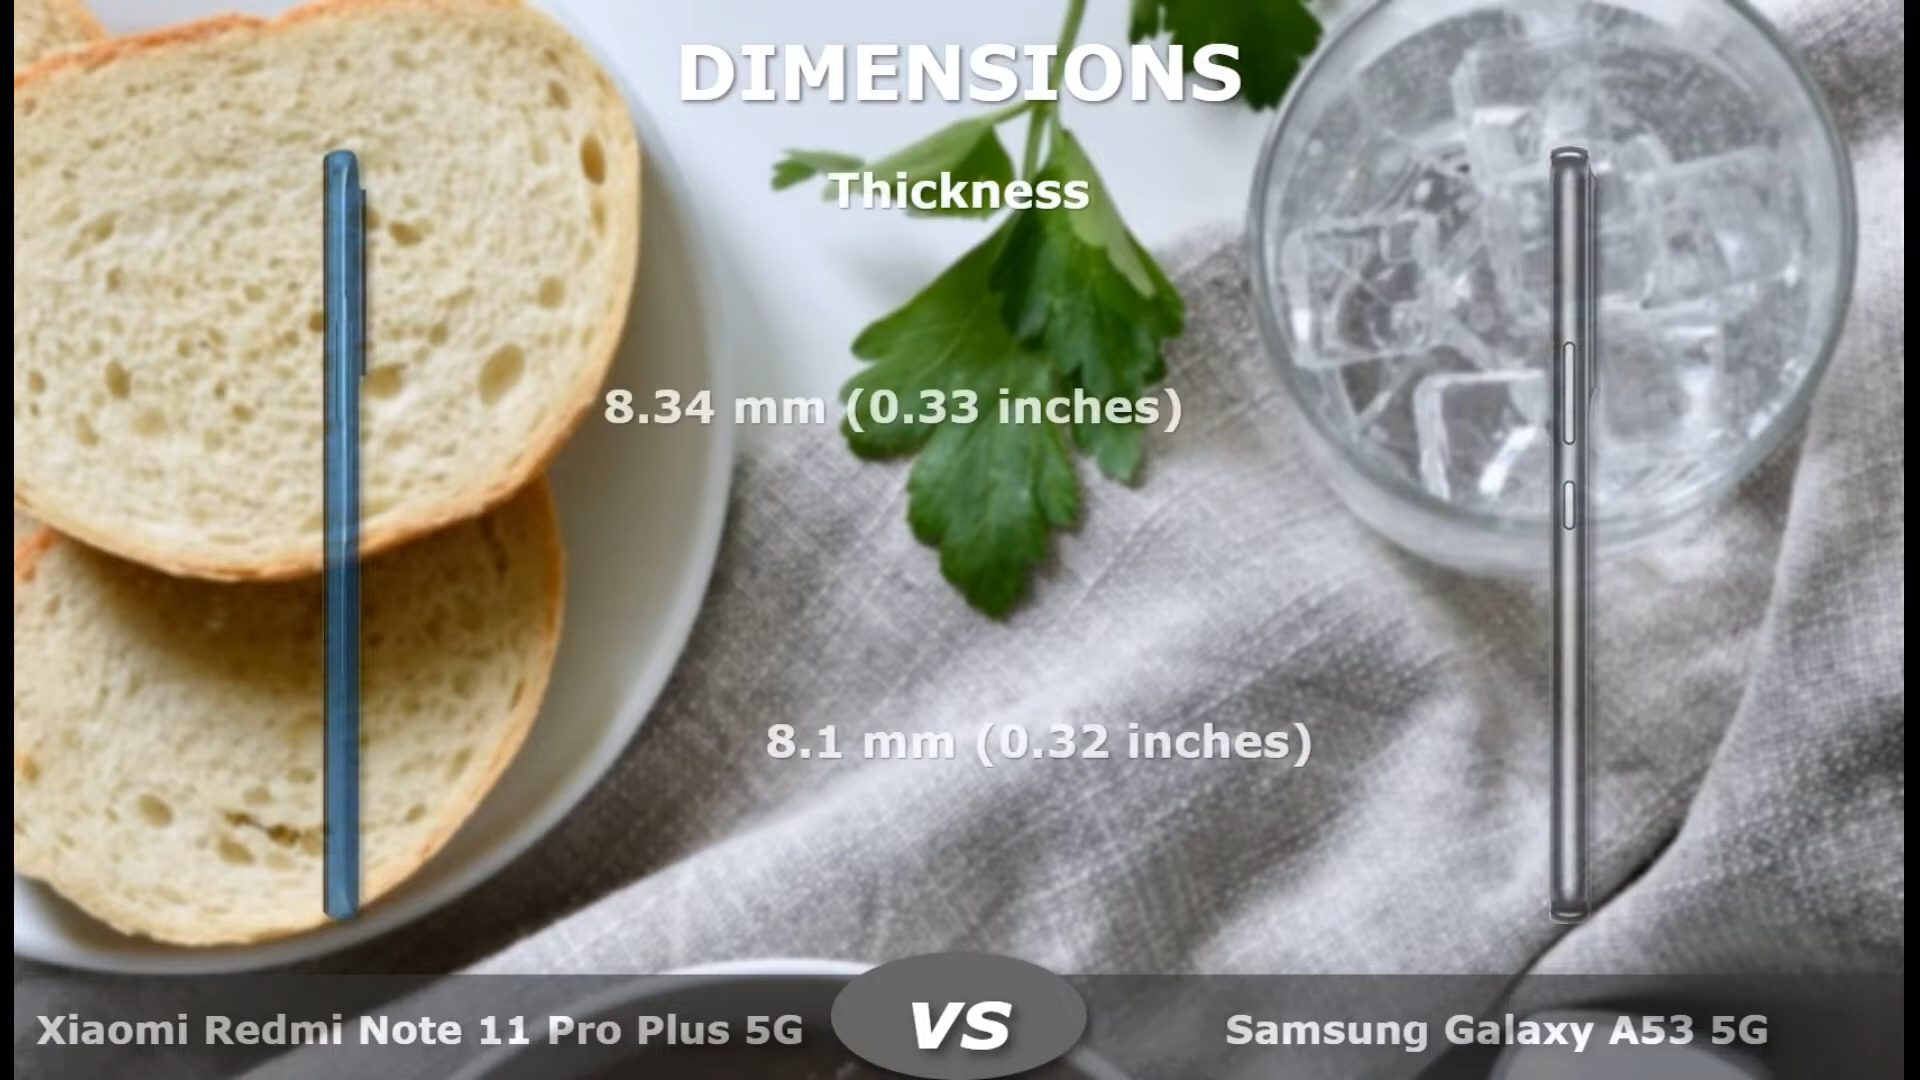 DIMENSIONS
Thickness
8.34 mm (0.33 inches)
8.1 mm (0.32 inches)
Xiaomi Redmi Note 11 Pro Plus 5G
VS
Samsung Galaxy A53 5G